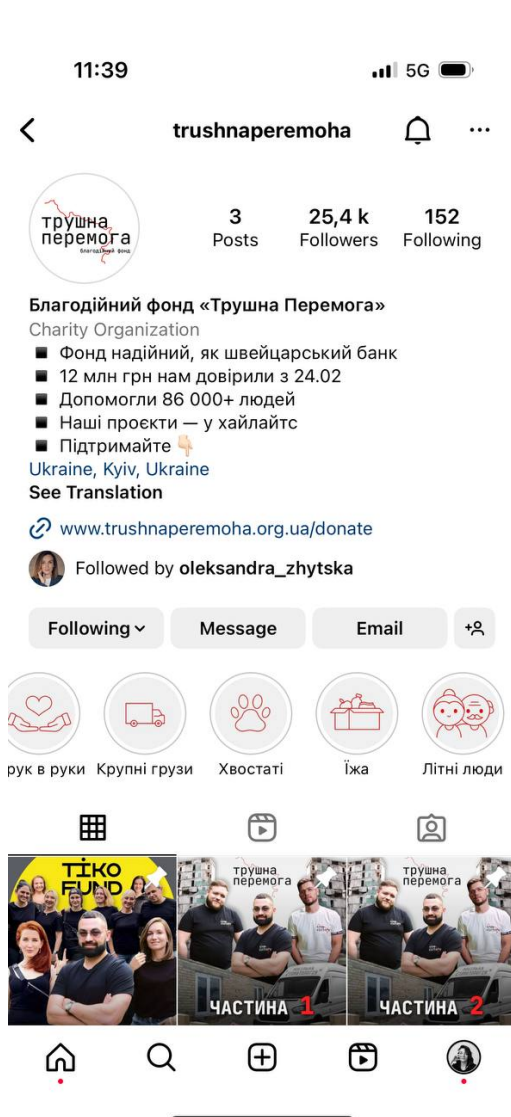 11:39
5G
trushnaperemoha
трушна
перемога
благодійний фонд
3
Posts
25,4 k
Followers
152
Following
Благодійний фонд «Трушна Перемога»
Charity Organization
Фонд надійний, як швейцарський банк
12 млн грн нам довірили з 24.02
Допомогли 86 000+ людей
Наші проєкти — у хайлайтс
Підтримайте 👇🏻
Ukraine, Kyiv, Ukraine
See Translation
www.trushnaperemoha.org.ua/donate
Followed by oleksandra_zhytska
Following
Message
Email
рук в руки
Крупні грузи
Хвостаті
Їжа
Літні люди
TIKO
FUND
трушна
перемога
ЧАСТИНА 1
трушна
перемога
ЧАСТИНА 2